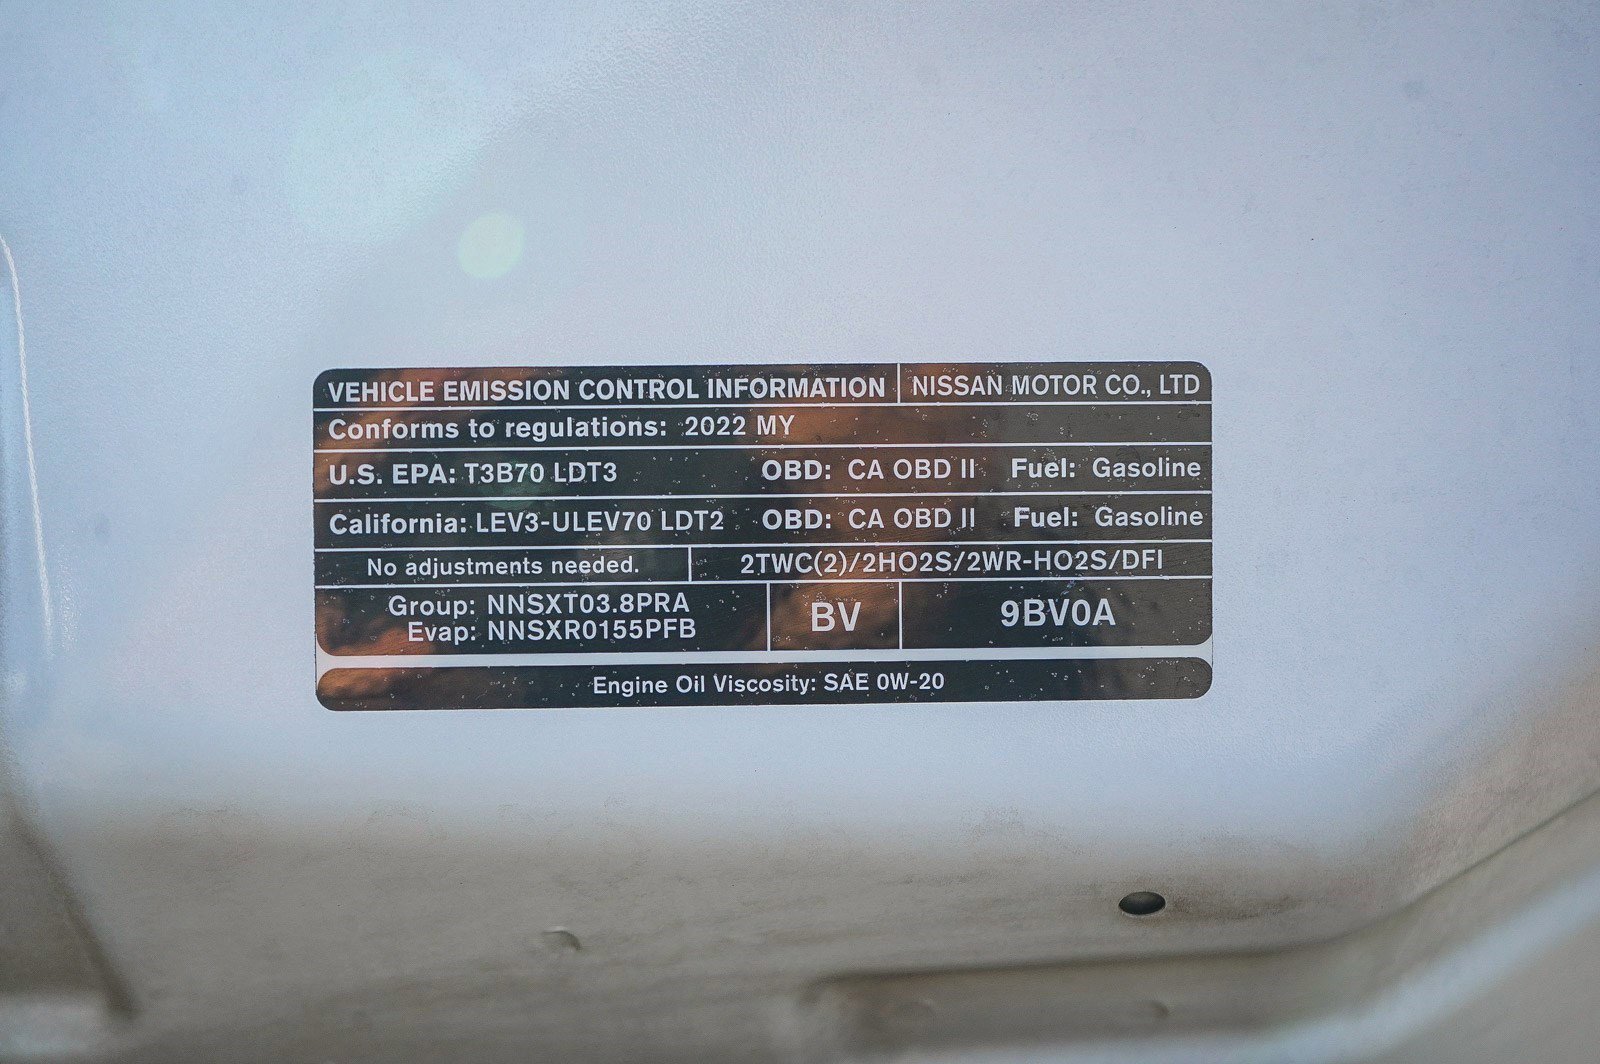 VEHICLE EMISSION CONTROL INFORMATION NISSAN MOTOR CO., LTD
Conforms to regulations: 2022 MY
U.S. EPA: T3B70 LDT3 OBD: CA OBD II Fuel: Gasoline
California: LEV3-ULEV70 LDT2 OBD: CA OBD II Fuel: Gasoline
No adjustments needed. 2TWC(2)/2HO2S/2WR-HO2S/DFI
Group: NNSXT03.8PRA
Evap: NNSXR0155PFB
BV 9BV0A
Engine Oil Viscosity: SAE 0W-20